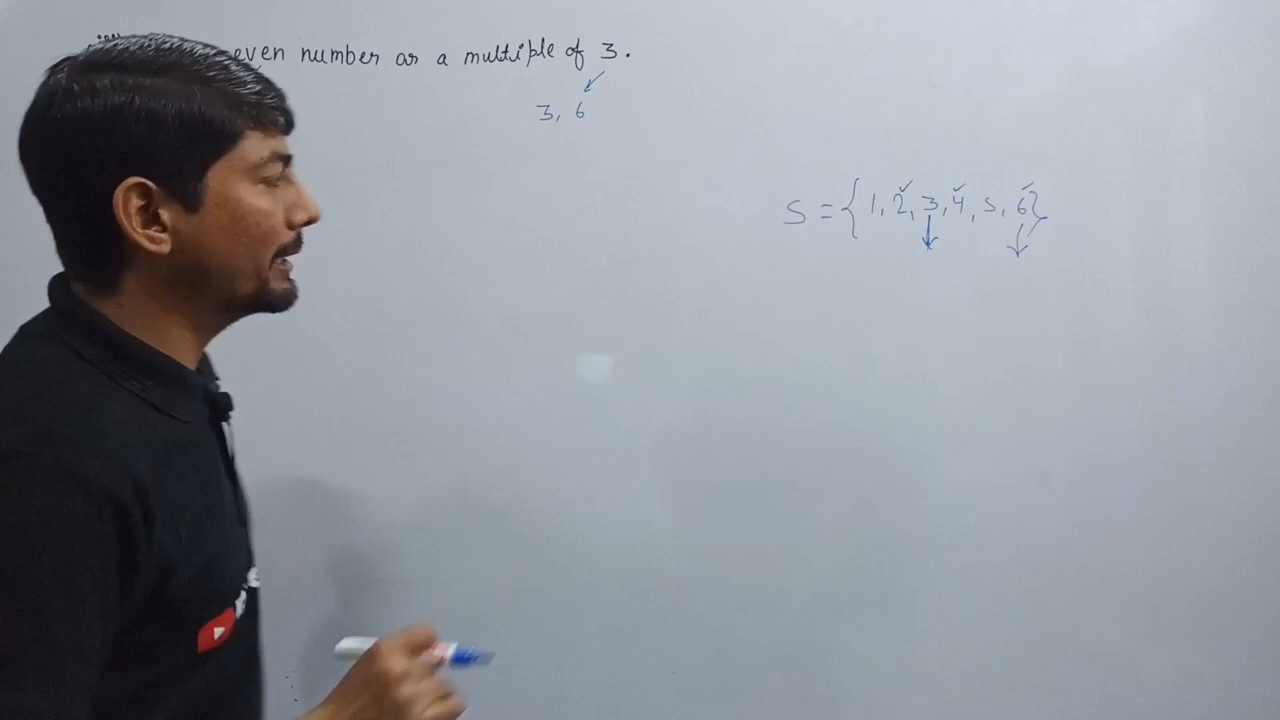 even number or a multiple of 3.
3, 6
S = {1, 2, 3, 4, 5, 6}